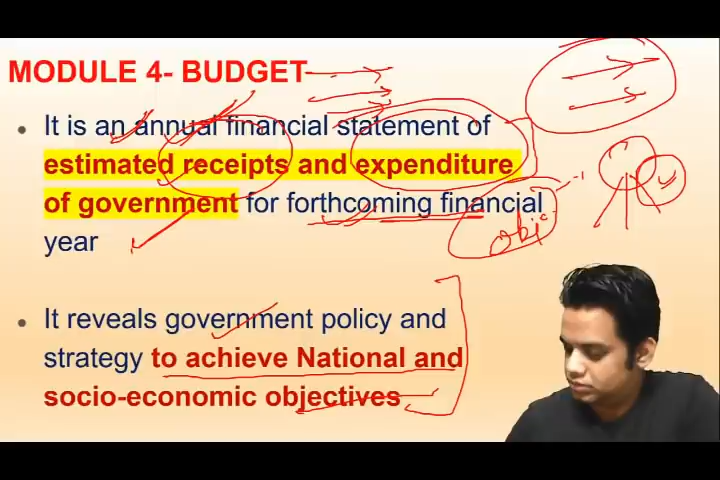 MODULE 4- BUDGET
• It is an annual financial statement of
estimated receipts and expenditure
of government for forthcoming financial
year
• It reveals government policy and
strategy to achieve National and
socio-economic objectives